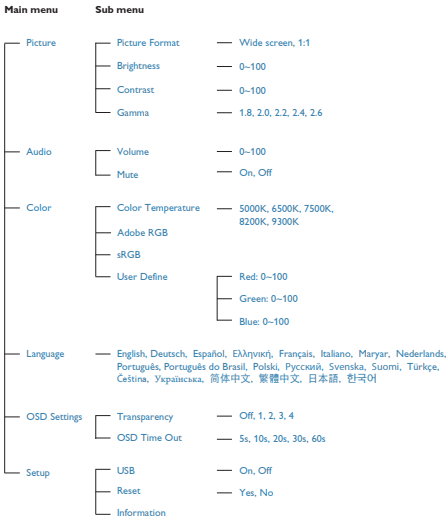 Main menu Sub menu
Picture Picture Format Wide screen, 1:1
Brightness 0~100
Contrast 0~100
Gamma 1.8, 2.0, 2.2, 2.4, 2.6
Audio Volume 0~100
Mute On, Off
Color Color Temperature 5000K, 6500K, 7500K,
8200K, 9300K
Adobe RGB
sRGB
User Define Red: 0~100
Green: 0~100
Blue: 0~100
Language English, Deutsch, Español, Ελληνική, Français, Italiano, Maryar, Nederlands,
Português, Português do Brasil, Polski, Русский, Svenska, Suomi, Türkçe,
Čeština, Українська, 简体中文, 繁體中文, 日本語, 한국어
OSD Settings Transparency Off, 1, 2, 3, 4
OSD Time Out 5s, 10s, 20s, 30s, 60s
Setup USB On, Off
Reset Yes, No
Information